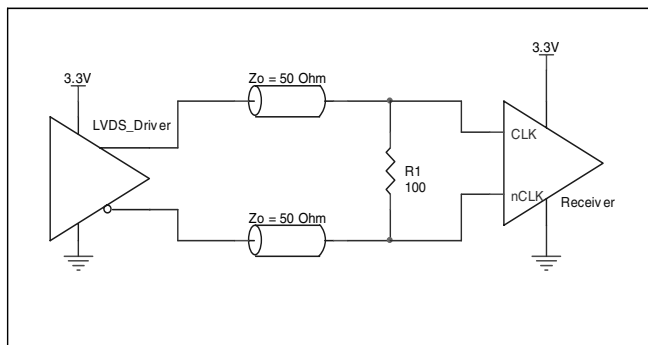 3.3V
LVDS_Driver
Zo = 50 Ohm
Zo = 50 Ohm
R1
100
3.3V
CLK
nCLK
Receiver